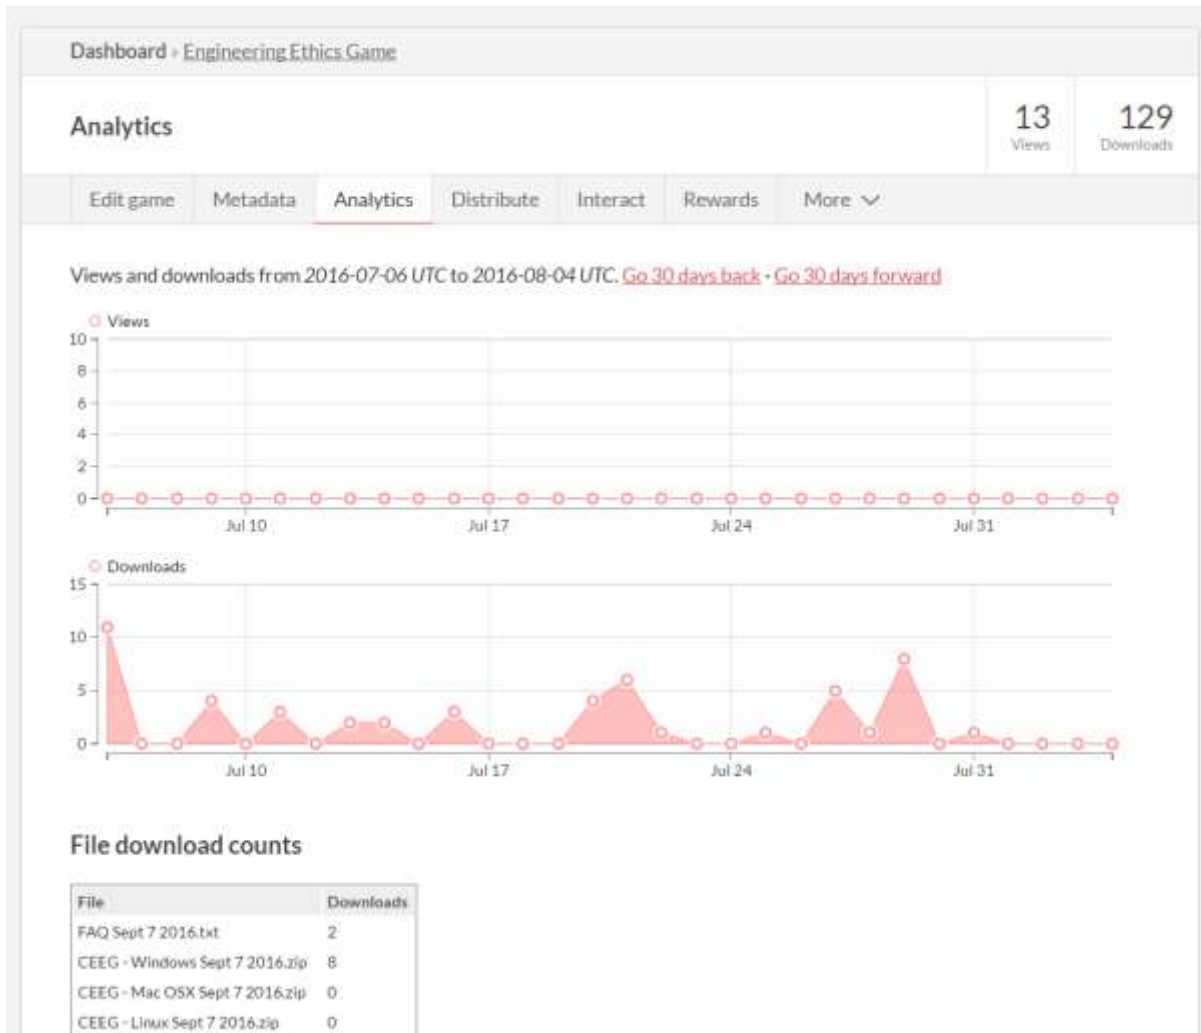 Dashboard » Engineering Ethics Game
Analytics
13
Views
129
Downloads
Edit game Metadata Analytics Distribute Interact Rewards More
Views and downloads from 2016-07-06 UTC to 2016-08-04 UTC. Go 30 days back · Go 30 days forward
Views
10
8
6
4
2
0
Jul 10 Jul 17 Jul 24 Jul 31
Downloads
15
10
5
0
Jul 10 Jul 17 Jul 24 Jul 31
File download counts
File Downloads
FAQ Sept 7 2016.txt 2
CEEG - Windows Sept 7 2016.zip 8
CEEG - Mac OSX Sept 7 2016.zip 0
CEEG - Linux Sept 7 2016.zip 0